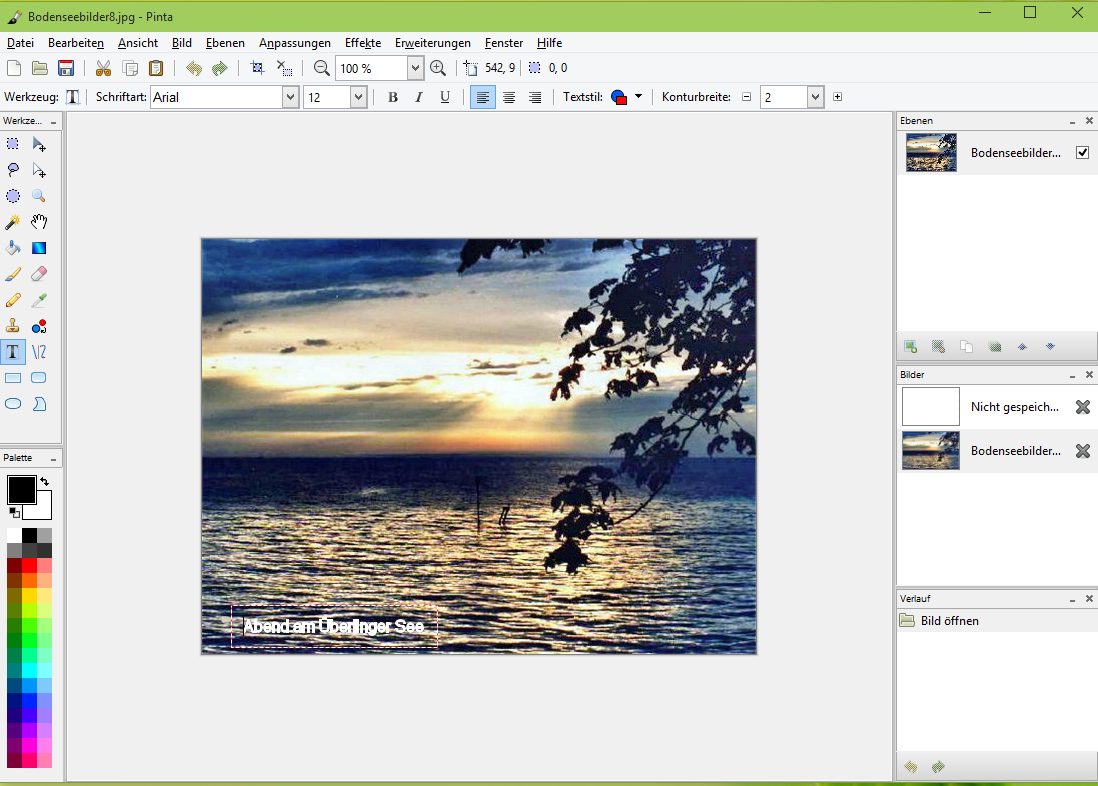 Bodenseebilder8.jpg - Pinta
Datei Bearbeiten Ansicht Bild Ebenen Anpassungen Effekte Erweiterungen Fenster Hilfe
100 % 542, 9 0, 0
Werkzeug: T Schriftart: Arial 12 B I U Textstil: Konturbreite: 2
Werkze...
Ebenen
Bodenseebilder...
T
Bilder
Nicht gespeich...
Bodenseebilder...
Palette
Verlauf
Bild öffnen
Abend am Überlinger See